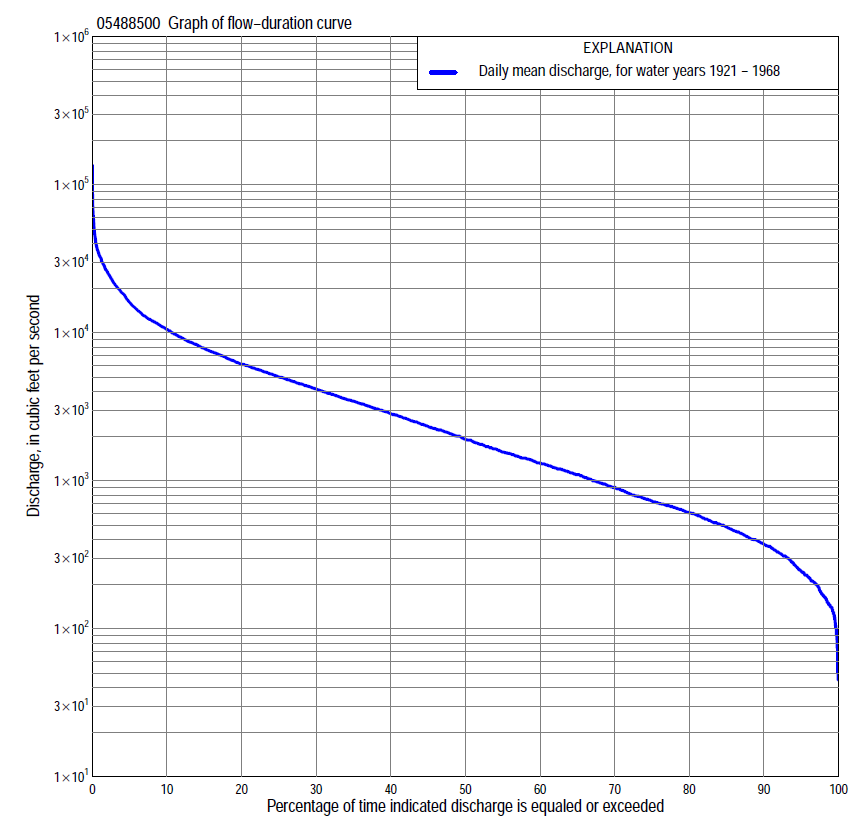 05488500 Graph of flow−duration curve
EXPLANATION
Daily mean discharge, for water years 1921 − 1968
Discharge, in cubic feet per second
1×10⁶
3×10⁵
1×10⁵
3×10⁴
1×10⁴
3×10³
1×10³
3×10²
1×10²
3×10¹
1×10¹
0 10 20 30 40 50 60 70 80 90 100
Percentage of time indicated discharge is equaled or exceeded